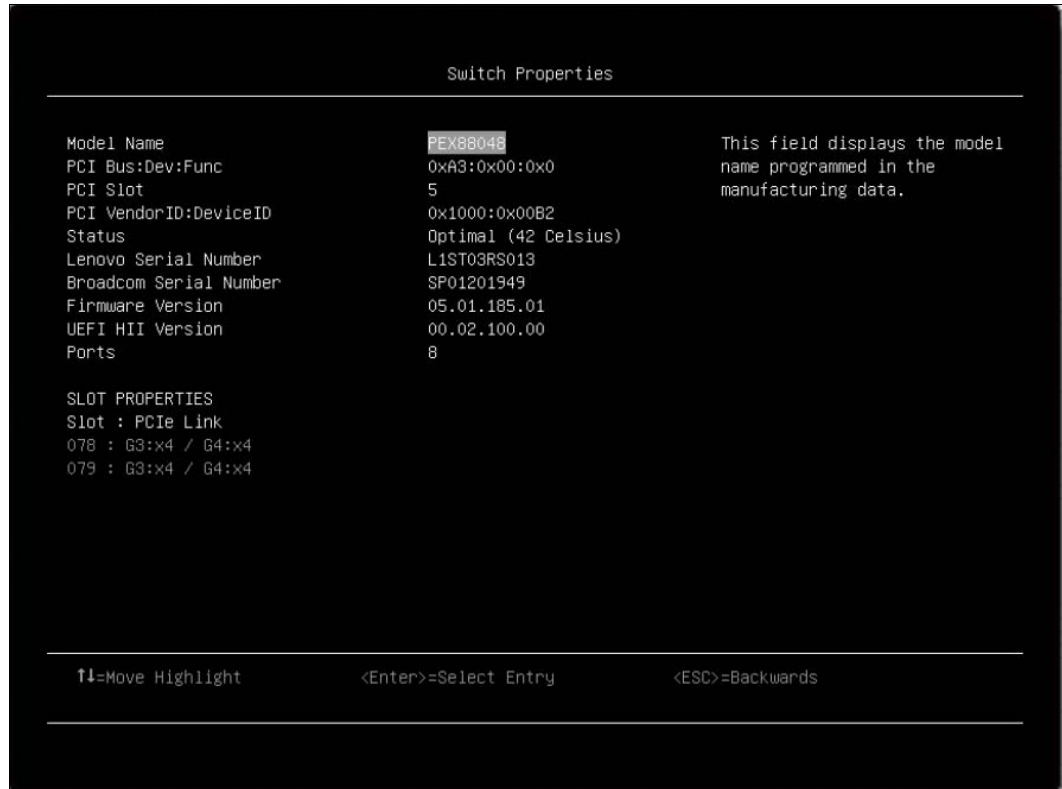 Switch Properties
Model Name PEX88048
PCI Bus:Dev:Func 0xA3:0x00:0x0
PCI Slot 5
PCI VendorID:DeviceID 0x1000:0x00B2
Status Optimal (42 Celsius)
Lenovo Serial Number L1ST03RS013
Broadcom Serial Number SP01201949
Firmware Version 05.01.185.01
UEFI HII Version 00.02.100.00
Ports 8
This field displays the model
name programmed in the
manufacturing data.
SLOT PROPERTIES
Slot : PCIe Link
078 : G3:x4 / G4:x4
079 : G3:x4 / G4:x4
↑↓=Move Highlight <Enter>=Select Entry <ESC>=Backwards